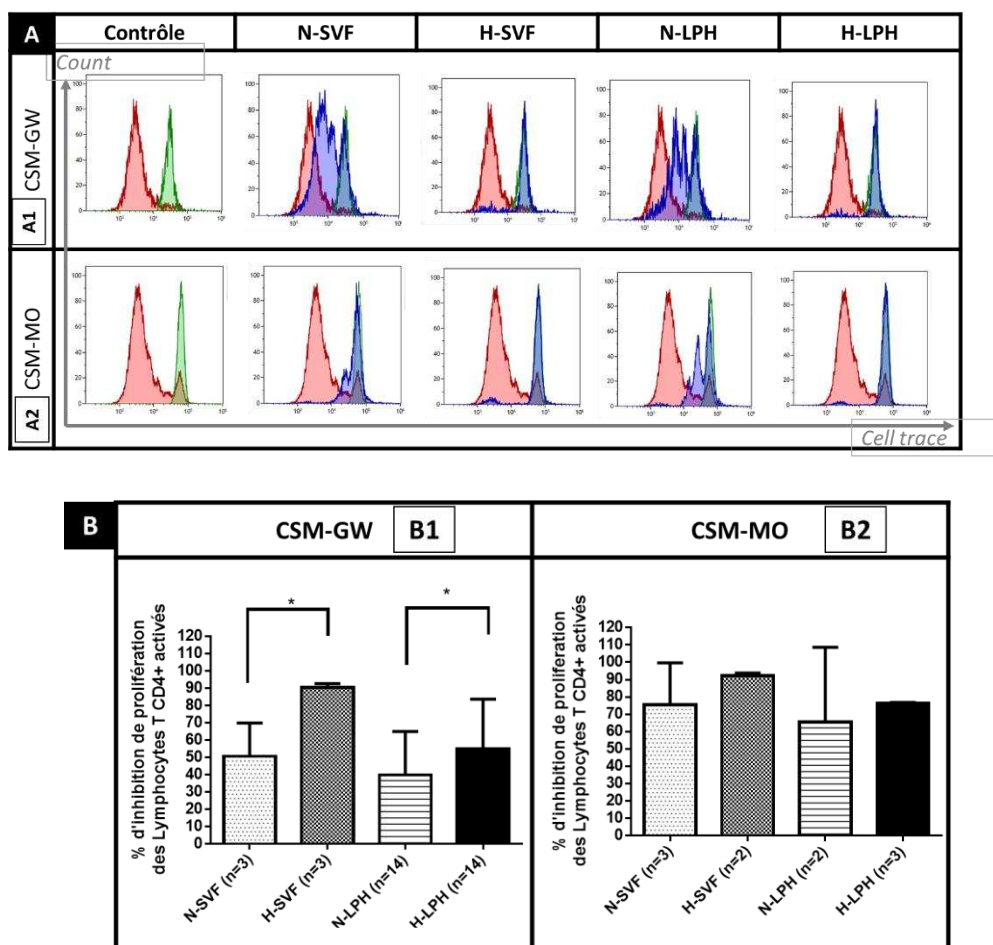 A
Contrôle
N-SVF
H-SVF
N-LPH
H-LPH
Count
CSM-GW
A1
CSM-MO
A2
Cell trace
B
CSM-GW
B1
CSM-MO
B2
% d'inhibition de prolifération
des Lymphocytes T CD4+ activés
120
110
100
90
80
70
60
50
40
30
20
10
0
*
*
N-SVF (n=3)
H-SVF (n=3)
N-LPH (n=14)
H-LPH (n=14)
% d'inhibition de proliferation
des Lymphocytes T CD4+ activés
120
110
100
90
80
70
60
50
40
30
20
10
0
N-SVF (n=3)
H-SVF (n=2)
N-LPH (n=2)
H-LPH (n=3)